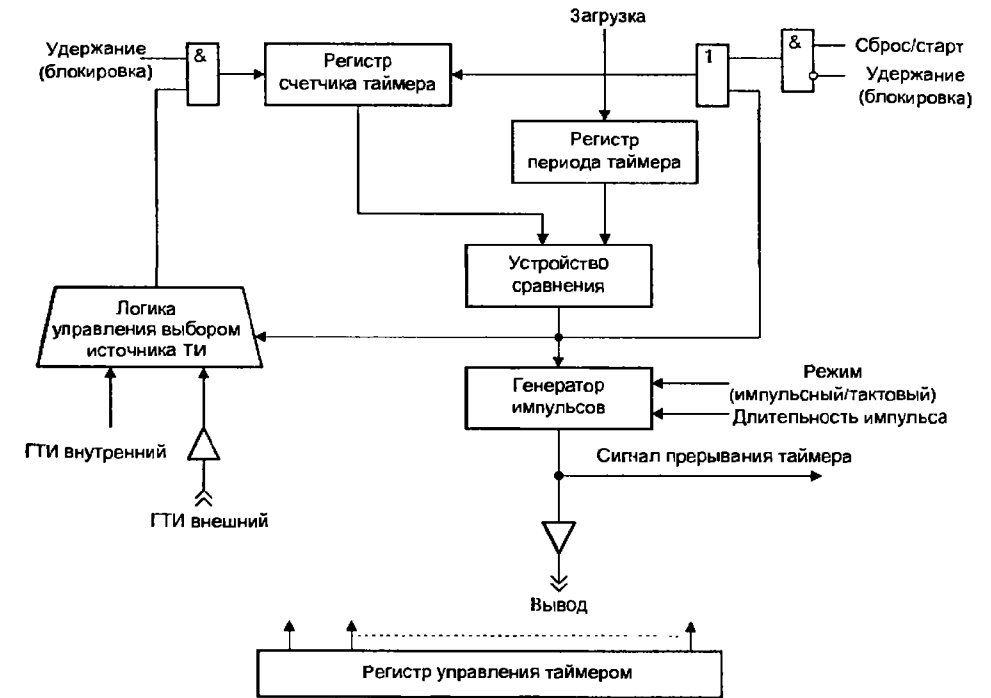 Загрузка
Удержание
(блокировка)
&
Регистр
счетчика таймера
1
&
Сброс/старт
Удержание
(блокировка)
Регистр
периода таймера
Устройство
сравнения
Логика
управления выбором
источника ТИ
Генератор
импульсов
Режим
(импульсный/тактовый)
Длительность импульса
ГТИ внутренний
Сигнал прерывания таймера
ГТИ внешний
Вывод
Регистр управления таймером